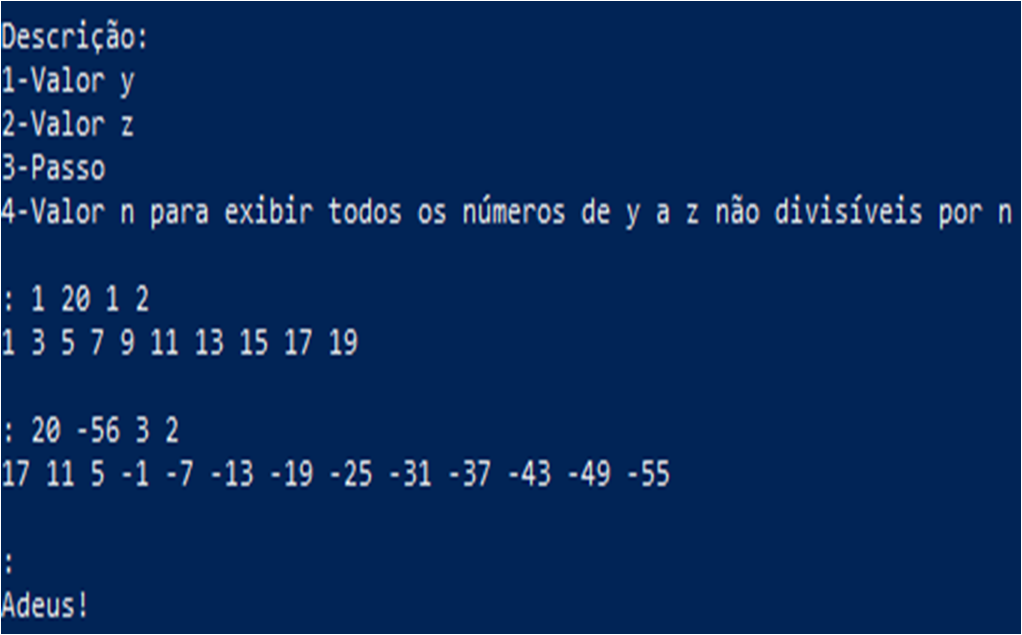 Descrição:
1-Valor y
2-Valor z
3-Passo
4-Valor n para exibir todos os números de y a z não divisíveis por n
: 1 20 1 2
1 3 5 7 9 11 13 15 17 19
: 20 -56 3 2
17 11 5 -1 -7 -13 -19 -25 -31 -37 -43 -49 -55
:
Adeus!